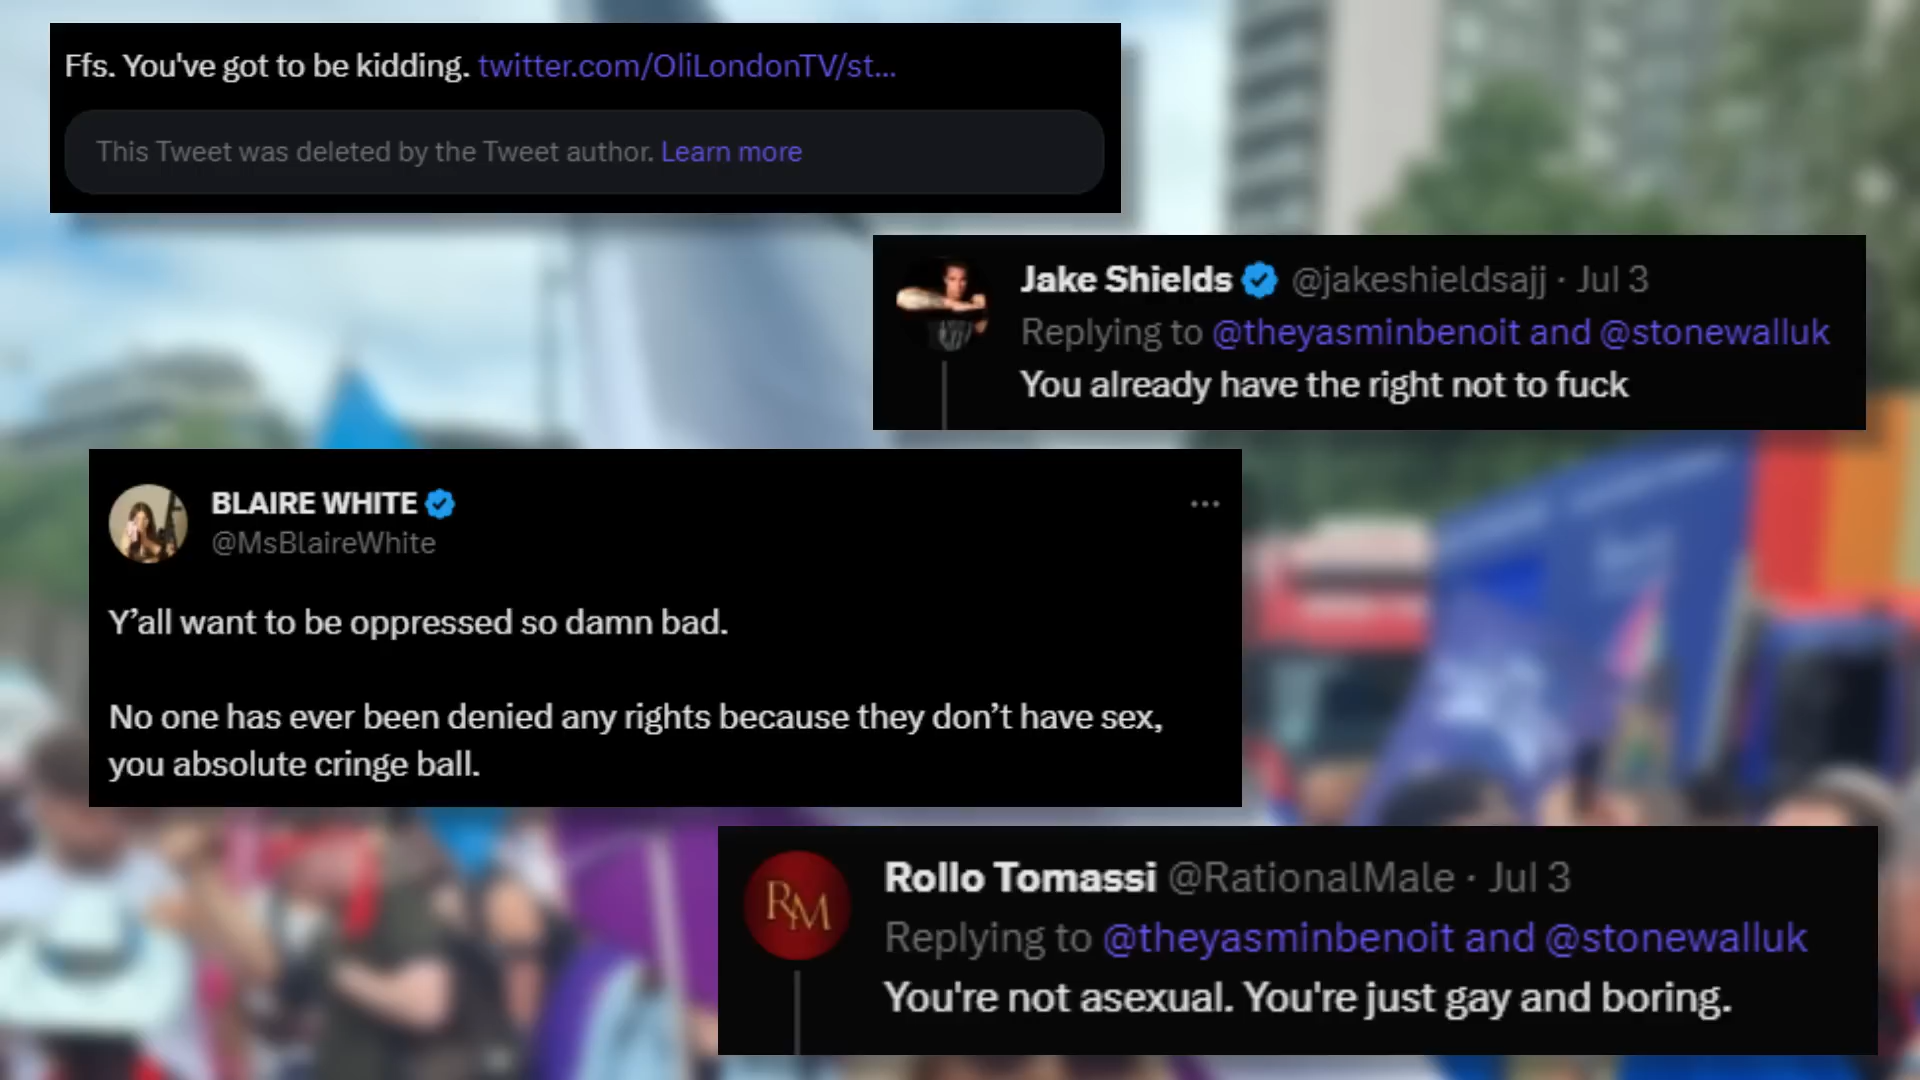 Ffs. You've got to be kidding. twitter.com/OliLondonTV/st...
This Tweet was deleted by the Tweet author. Learn more
Jake Shields @jakeshieldsajj · Jul 3
Replying to @theyasminbenoit and @stonewalluk
You already have the right not to fuck
BLAIRE WHITE
@MsBlaireWhite
Y’all want to be oppressed so damn bad.
No one has ever been denied any rights because they don’t have sex,
you absolute cringe ball.
RM
Rollo Tomassi @RationalMale · Jul 3
Replying to @theyasminbenoit and @stonewalluk
You're not asexual. You're just gay and boring.